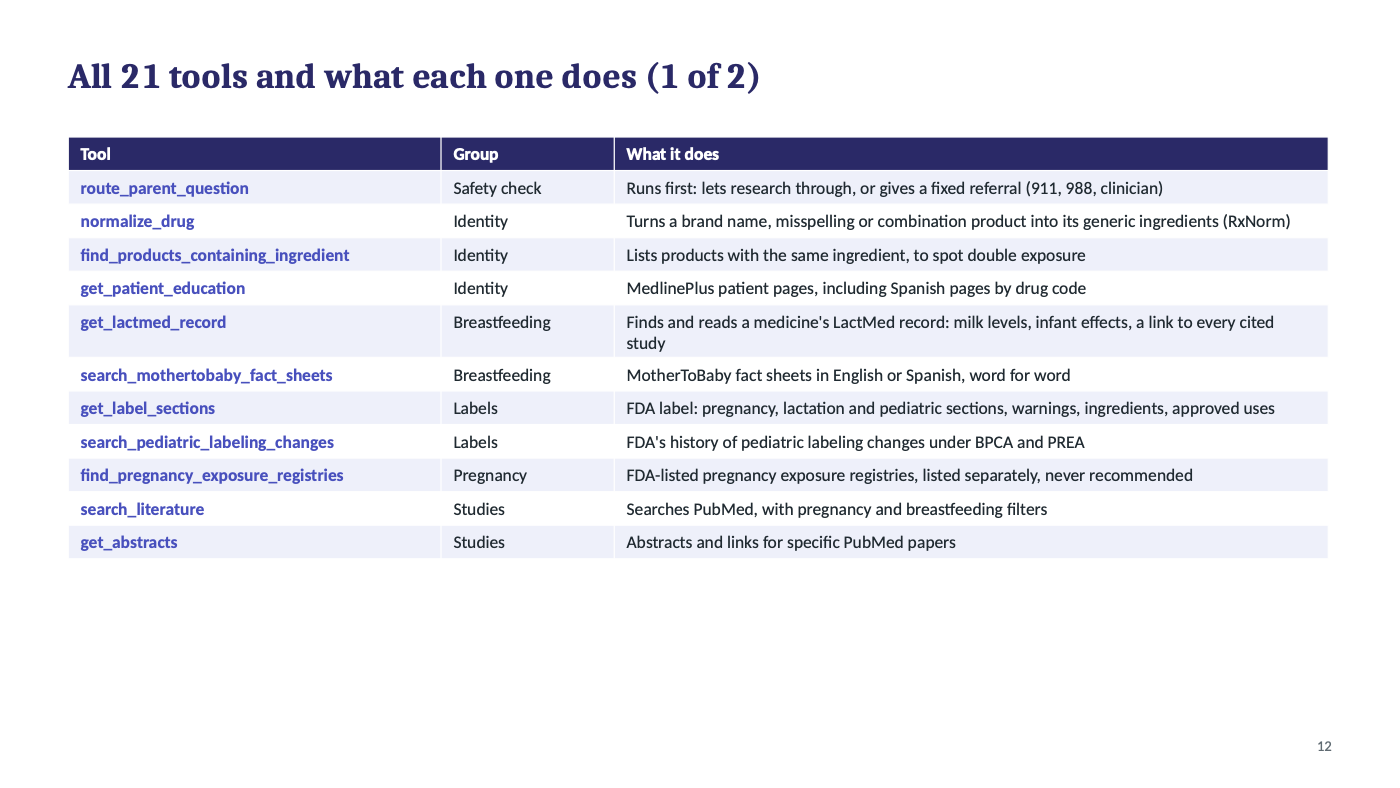 All 21 tools and what each one does (1 of 2)
Tool Group What it does
route_parent_question Safety check Runs first: lets research through, or gives a fixed referral (911, 988, clinician)
normalize_drug Identity Turns a brand name, misspelling or combination product into its generic ingredients (RxNorm)
find_products_containing_ingredient Identity Lists products with the same ingredient, to spot double exposure
get_patient_education Identity MedlinePlus patient pages, including Spanish pages by drug code
get_lactmed_record Breastfeeding Finds and reads a medicine's LactMed record: milk levels, infant effects, a link to every cited
study
search_mothertobaby_fact_sheets Breastfeeding MotherToBaby fact sheets in English or Spanish, word for word
get_label_sections Labels FDA label: pregnancy, lactation and pediatric sections, warnings, ingredients, approved uses
search_pediatric_labeling_changes Labels FDA's history of pediatric labeling changes under BPCA and PREA
find_pregnancy_exposure_registries Pregnancy FDA-listed pregnancy exposure registries, listed separately, never recommended
search_literature Studies Searches PubMed, with pregnancy and breastfeeding filters
get_abstracts Studies Abstracts and links for specific PubMed papers
12